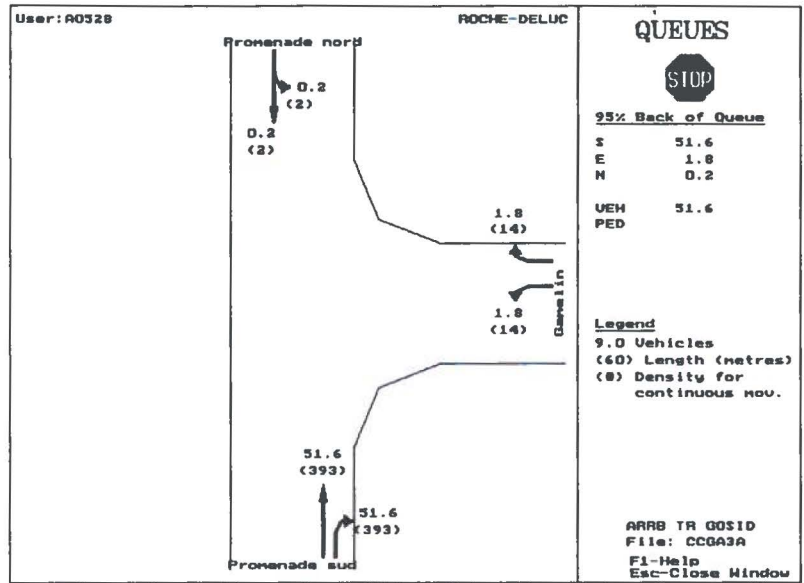 User:A0528
ROCHE-DELUC
Promenade nord
0.2
(2)
0.2
(2)
1.8
(14)
1.8
(14)
Gamelin
51.6
(393)
51.6
(393)
Promenade sud
QUEUES
STOP
95% Back of Queue
S 51.6
E 1.8
N 0.2
VEH 51.6
PED
Legend
9.0 Vehicles
(60) Length (metres)
(@) Density for
continuous mov.
ARRB TR GOSID
File: CCGA3A
F1-Help
Esc-Close Window